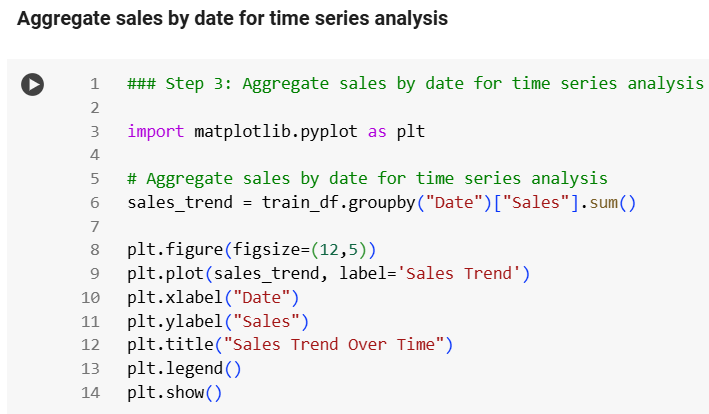 Aggregate sales by date for time series analysis
1 ### Step 3: Aggregate sales by date for time series analysis
2
3 import matplotlib.pyplot as plt
4
5 # Aggregate sales by date for time series analysis
6 sales_trend = train_df.groupby("Date")["Sales"].sum()
7
8 plt.figure(figsize=(12,5))
9 plt.plot(sales_trend, label='Sales Trend')
10 plt.xlabel("Date")
11 plt.ylabel("Sales")
12 plt.title("Sales Trend Over Time")
13 plt.legend()
14 plt.show()